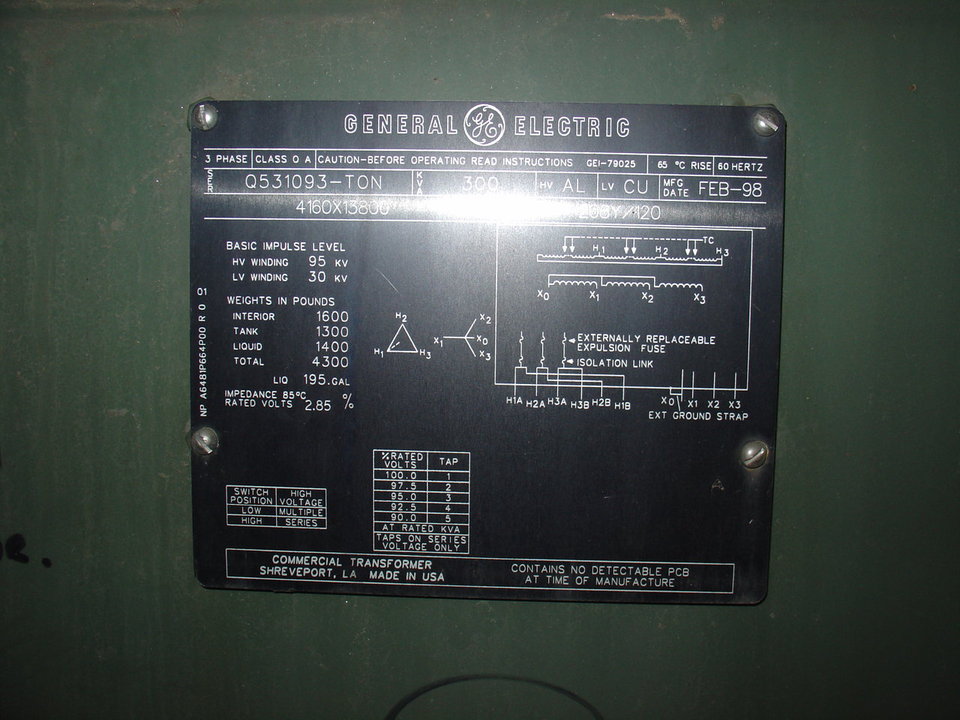 GENERAL GE ELECTRIC
3 PHASE CLASS O A CAUTION-BEFORE OPERATING READ INSTRUCTIONS GEI-79025 65 °C RISE 60 HERTZ
Q531093-TON KVA 300 HV AL LV CU MFG DATE FEB-98
4160X13800 208Y/120
BASIC IMPULSE LEVEL
HV WINDING 95 KV
LV WINDING 30 KV
WEIGHTS IN POUNDS
INTERIOR 1600
TANK 1300
LIQUID 1400
TOTAL 4300
LIQ 195.GAL
IMPEDANCE 85°C
RATED VOLTS 2.85 %
NP A6481P664P00 R 0 01
H2
H1 H3
X2
X1 X0
X3
TC
H1 H2 H3
X0 X1 X2 X3
EXTERNALLY REPLACEABLE
EXPULSION FUSE
ISOLATION LINK
H1A H2A H3A H3B H2B H1B
X0 X1 X2 X3
EXT GROUND STRAP
%RATED VOLTS TAP
100.0 1
97.5 2
95.0 3
92.5 4
90.0 5
AT RATED KVA
TAPS ON SERIES
VOLTAGE ONLY
SWITCH POSITION HIGH VOLTAGE
LOW MULTIPLE
HIGH SERIES
COMMERCIAL TRANSFORMER
SHREVEPORT, LA MADE IN USA
CONTAINS NO DETECTABLE PCB
AT TIME OF MANUFACTURE